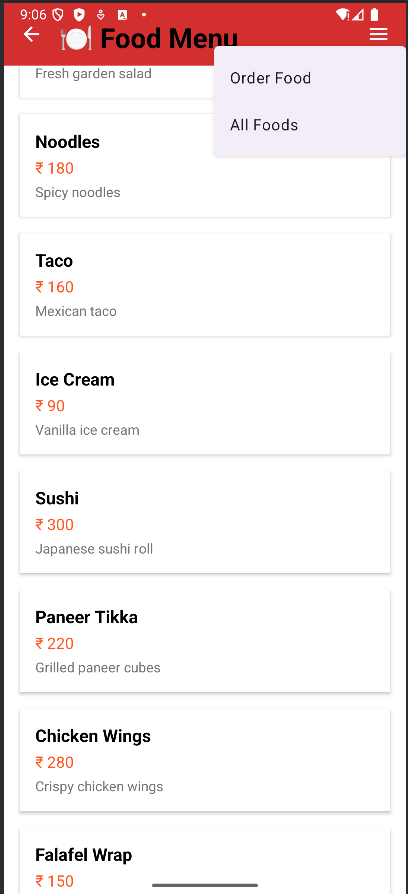 9:06
Food Menu
Order Food
All Foods
Fresh garden salad
Noodles
₹ 180
Spicy noodles
Taco
₹ 160
Mexican taco
Ice Cream
₹ 90
Vanilla ice cream
Sushi
₹ 300
Japanese sushi roll
Paneer Tikka
₹ 220
Grilled paneer cubes
Chicken Wings
₹ 280
Crispy chicken wings
Falafel Wrap
₹ 150